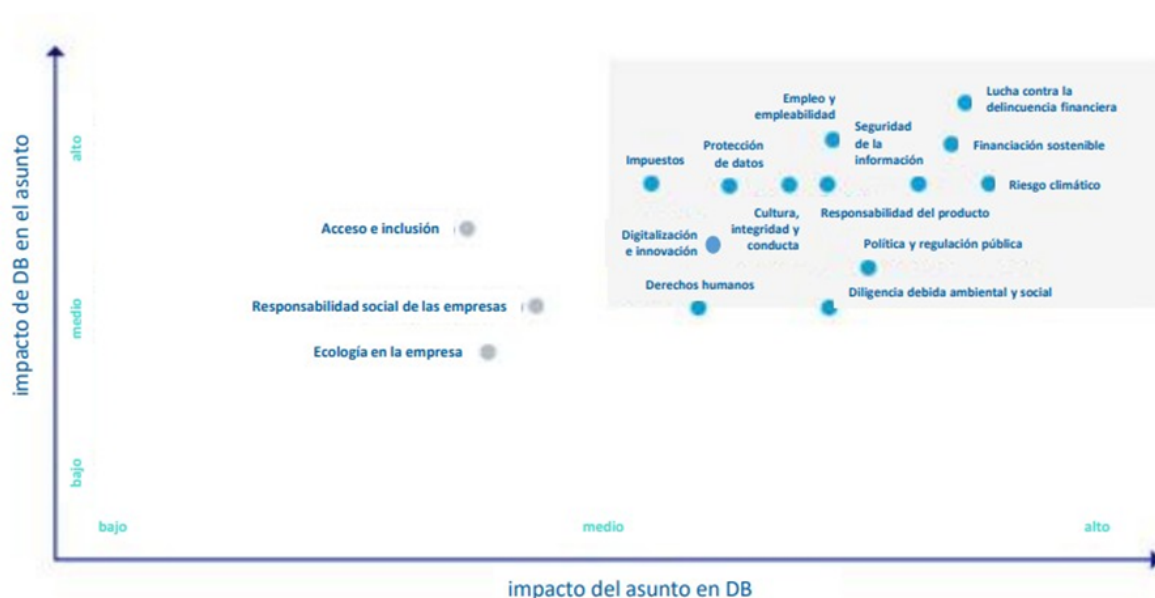 impacto de DB en el asunto
alto
medio
bajo
Lucha contra la
delincuencia financiera
Empleo y
empleabilidad
Seguridad
de la
información
Financiación sostenible
Protección
de datos
Impuestos
Riesgo climático
Cultura,
integridad y
conducta
Responsabilidad del producto
Acceso e inclusión
Digitalización
e innovación
Política y regulación pública
Derechos humanos
Diligencia debida ambiental y social
Responsabilidad social de las empresas
Ecología en la empresa
bajo
medio
alto
impacto del asunto en DB